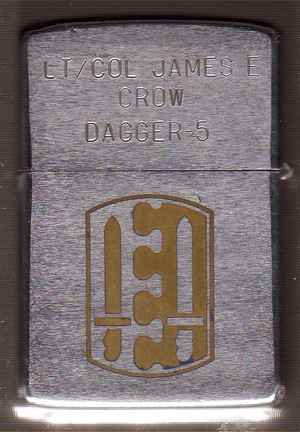 LT/COL JAMES E
CROW
DAGGER-5